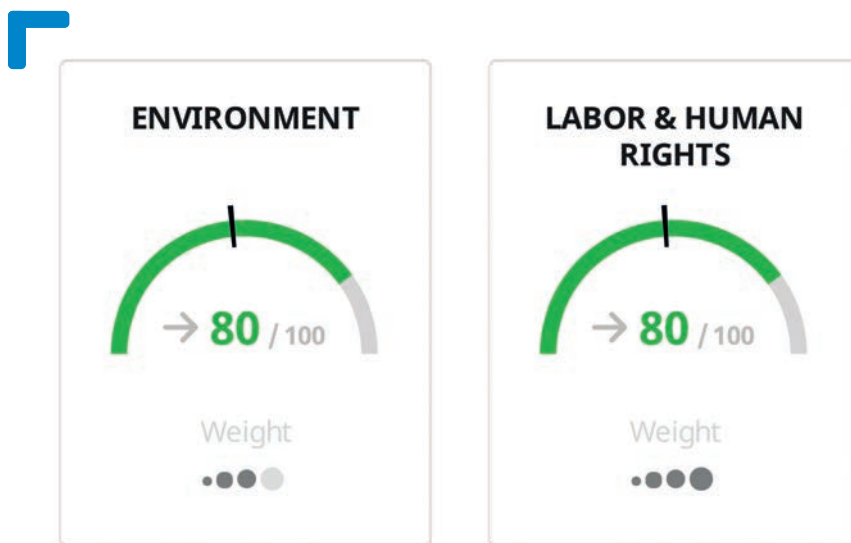 ENVIRONMENT
→ 80 / 100
Weight
LABOR & HUMAN
RIGHTS
→ 80 / 100
Weight